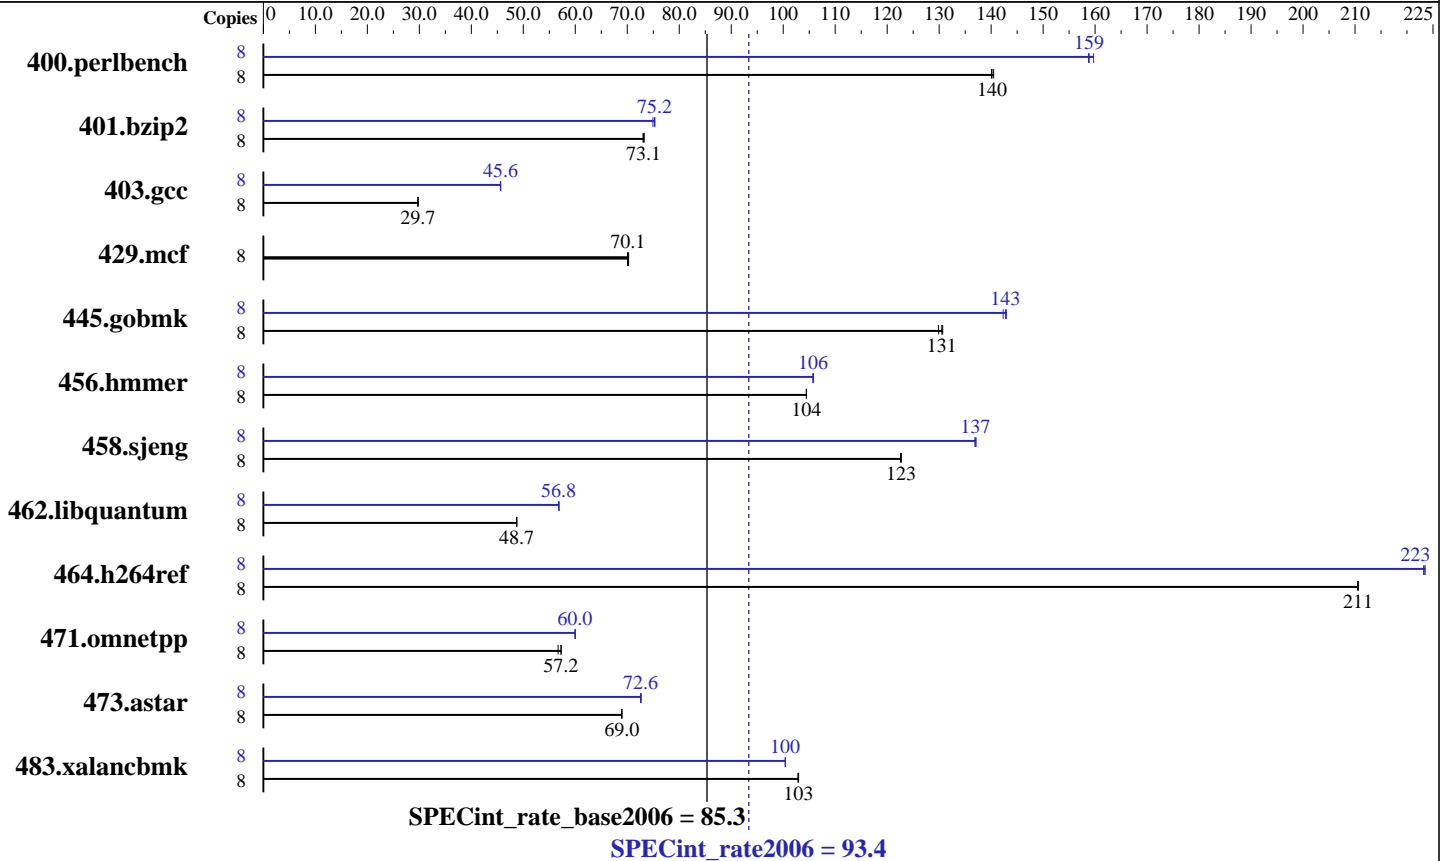 Copies 0 10.0 20.0 30.0 40.0 50.0 60.0 70.0 80.0 90.0 100 110 120 130 140 150 160 170 180 190 200 210 225
400.perlbench 8 159
8 140
401.bzip2 8 75.2
8 73.1
403.gcc 8 45.6
8 29.7
429.mcf 8 70.1
445.gobmk 8 143
8 131
456.hmmer 8 106
8 104
458.sjeng 8 137
8 123
462.libquantum 8 56.8
8 48.7
464.h264ref 8 223
8 211
471.omnetpp 8 60.0
8 57.2
473.astar 8 72.6
8 69.0
483.xalancbmk 8 100
8 103
SPECint_rate_base2006 = 85.3
SPECint_rate2006 = 93.4